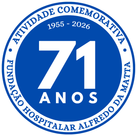 ATIVIDADE COMEMORATIVA
1955 - 2026
71
ANOS
FUNDAÇÃO HOSPITALAR ALFREDO DA MATTA